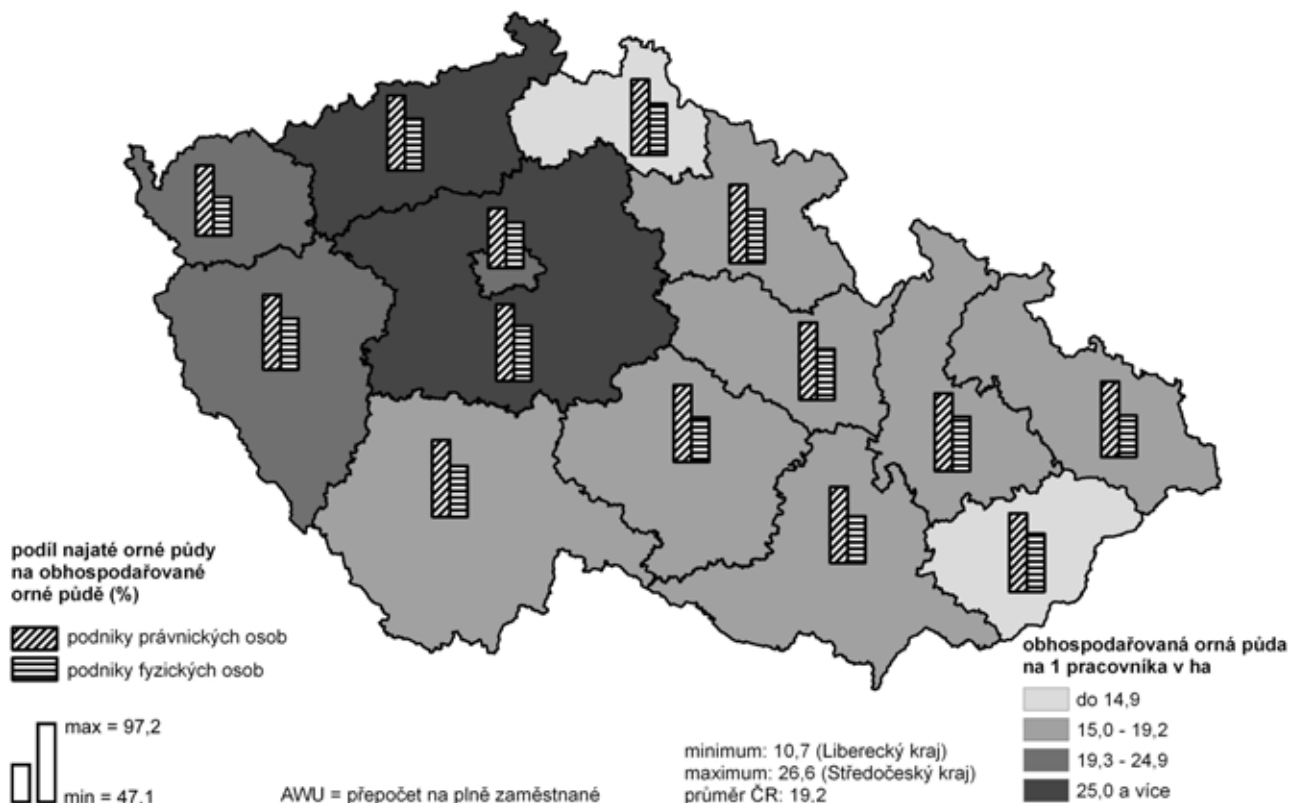 podíl najaté orné půdy
na obhospodařované
orné půdě (%)
podniky právnických osob
podniky fyzických osob
max = 97,2
min = 47,1
AWU = přepočet na plně zaměstnané
minimum: 10,7 (Liberecký kraj)
maximum: 26,6 (Středočeský kraj)
průměr ČR: 19,2
obhospodařovaná orná půda
na 1 pracovníka v ha
do 14,9
15,0 - 19,2
19,3 - 24,9
25,0 a více